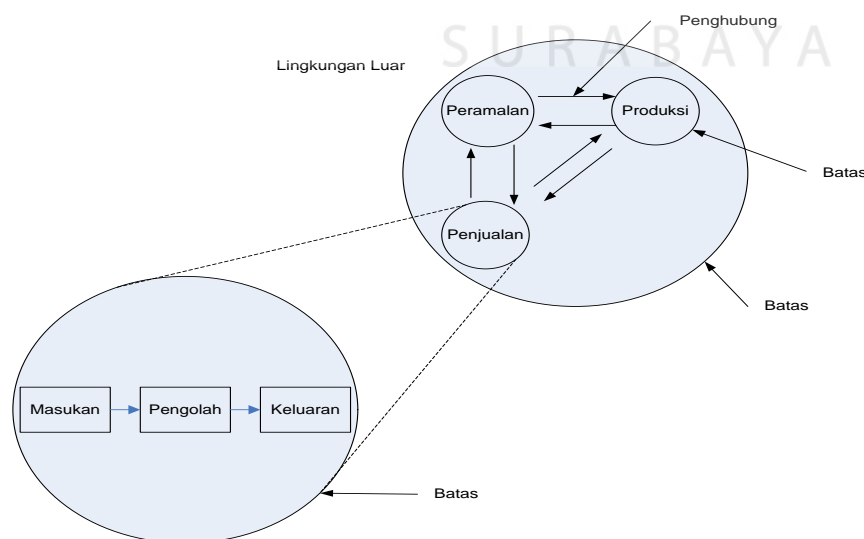 Penghubung
SURABAYA
Lingkungan Luar
Peramalan
Produksi
Batas
Penjualan
Batas
Masukan
Pengolah
Keluaran
Batas